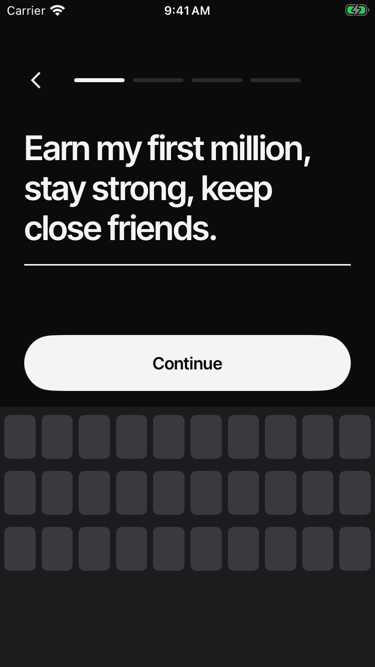 Carrier 9:41 AM
Earn my first million,
stay strong, keep
close friends.
Continue